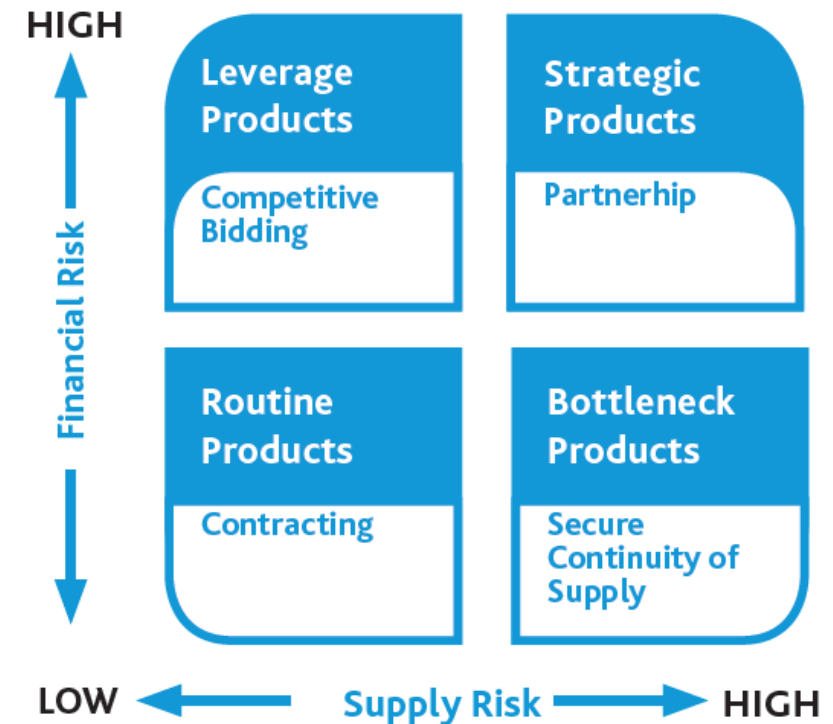 HIGH
Leverage
Products
Competitive
Bidding
Strategic
Products
Partnerhip
Financial Risk
Routine
Products
Contracting
Bottleneck
Products
Secure
Continuity of
Supply
LOW
Supply Risk
HIGH